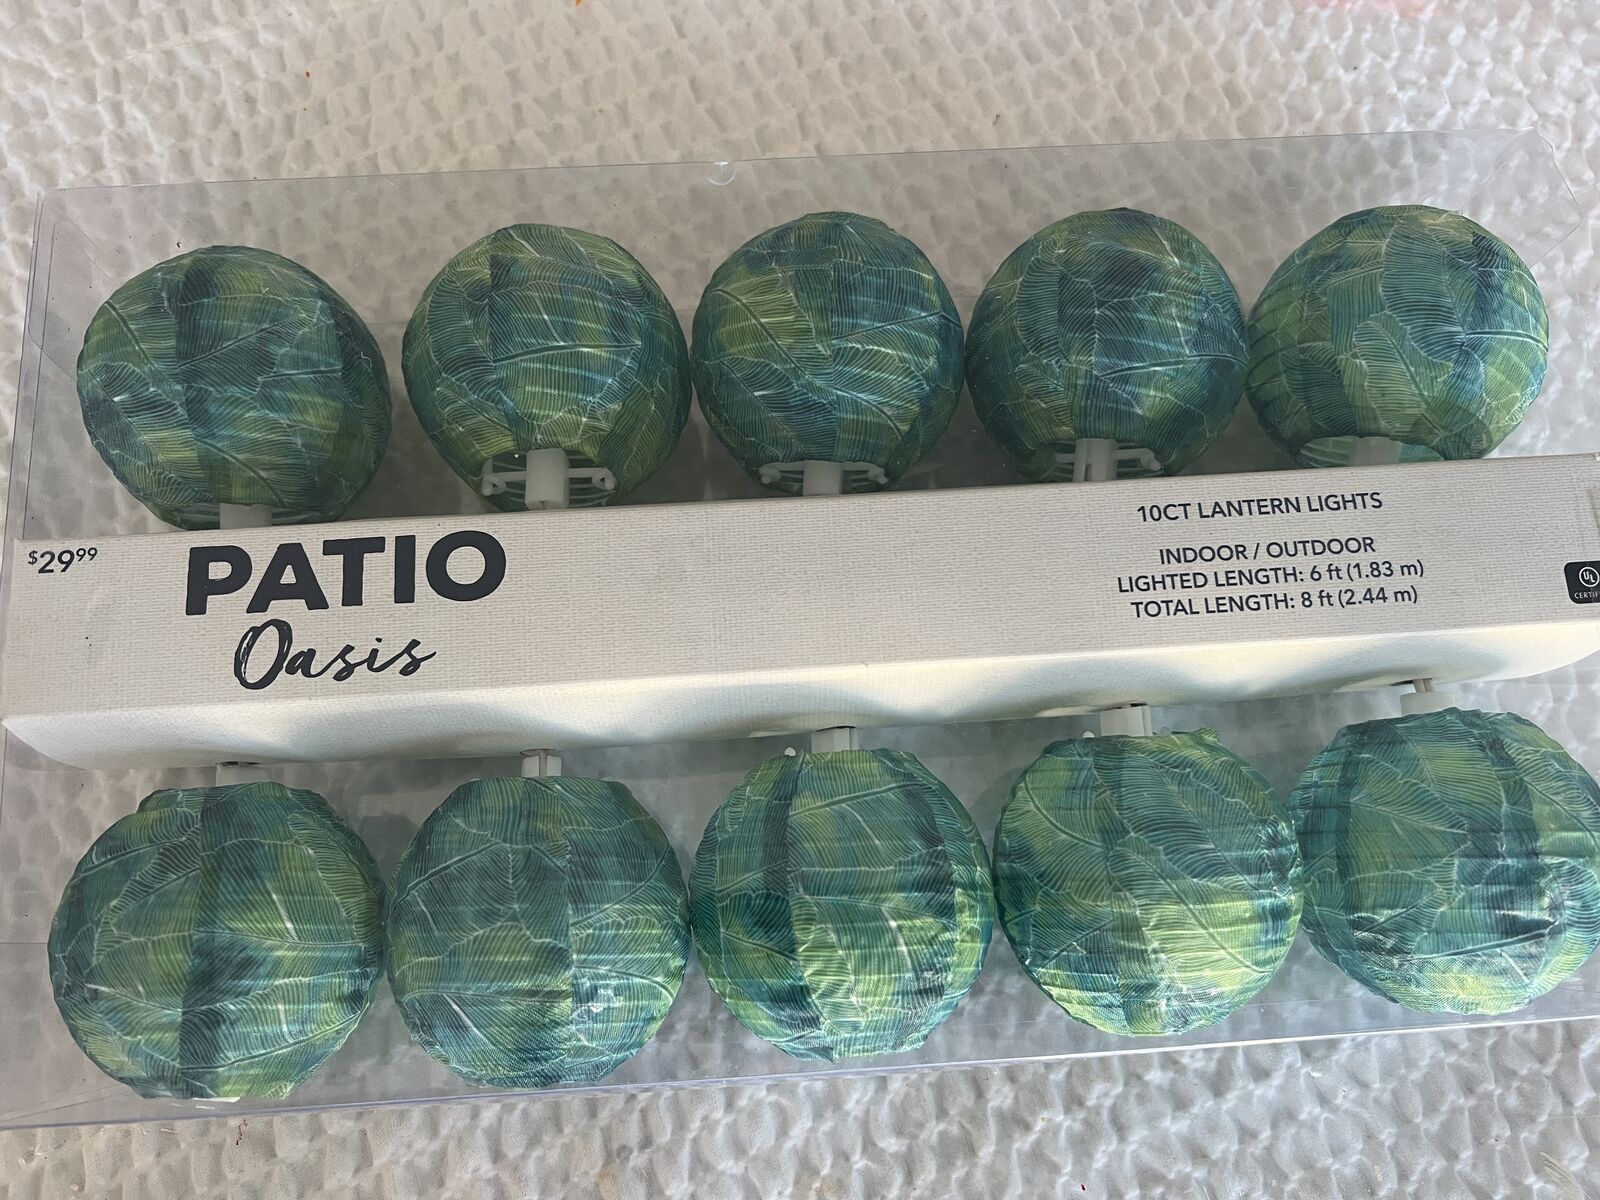 $29.99
PATIO
Oasis
10CT LANTERN LIGHTS
INDOOR / OUTDOOR
LIGHTED LENGTH: 6 ft (1.83 m)
TOTAL LENGTH: 8 ft (2.44 m)
UL